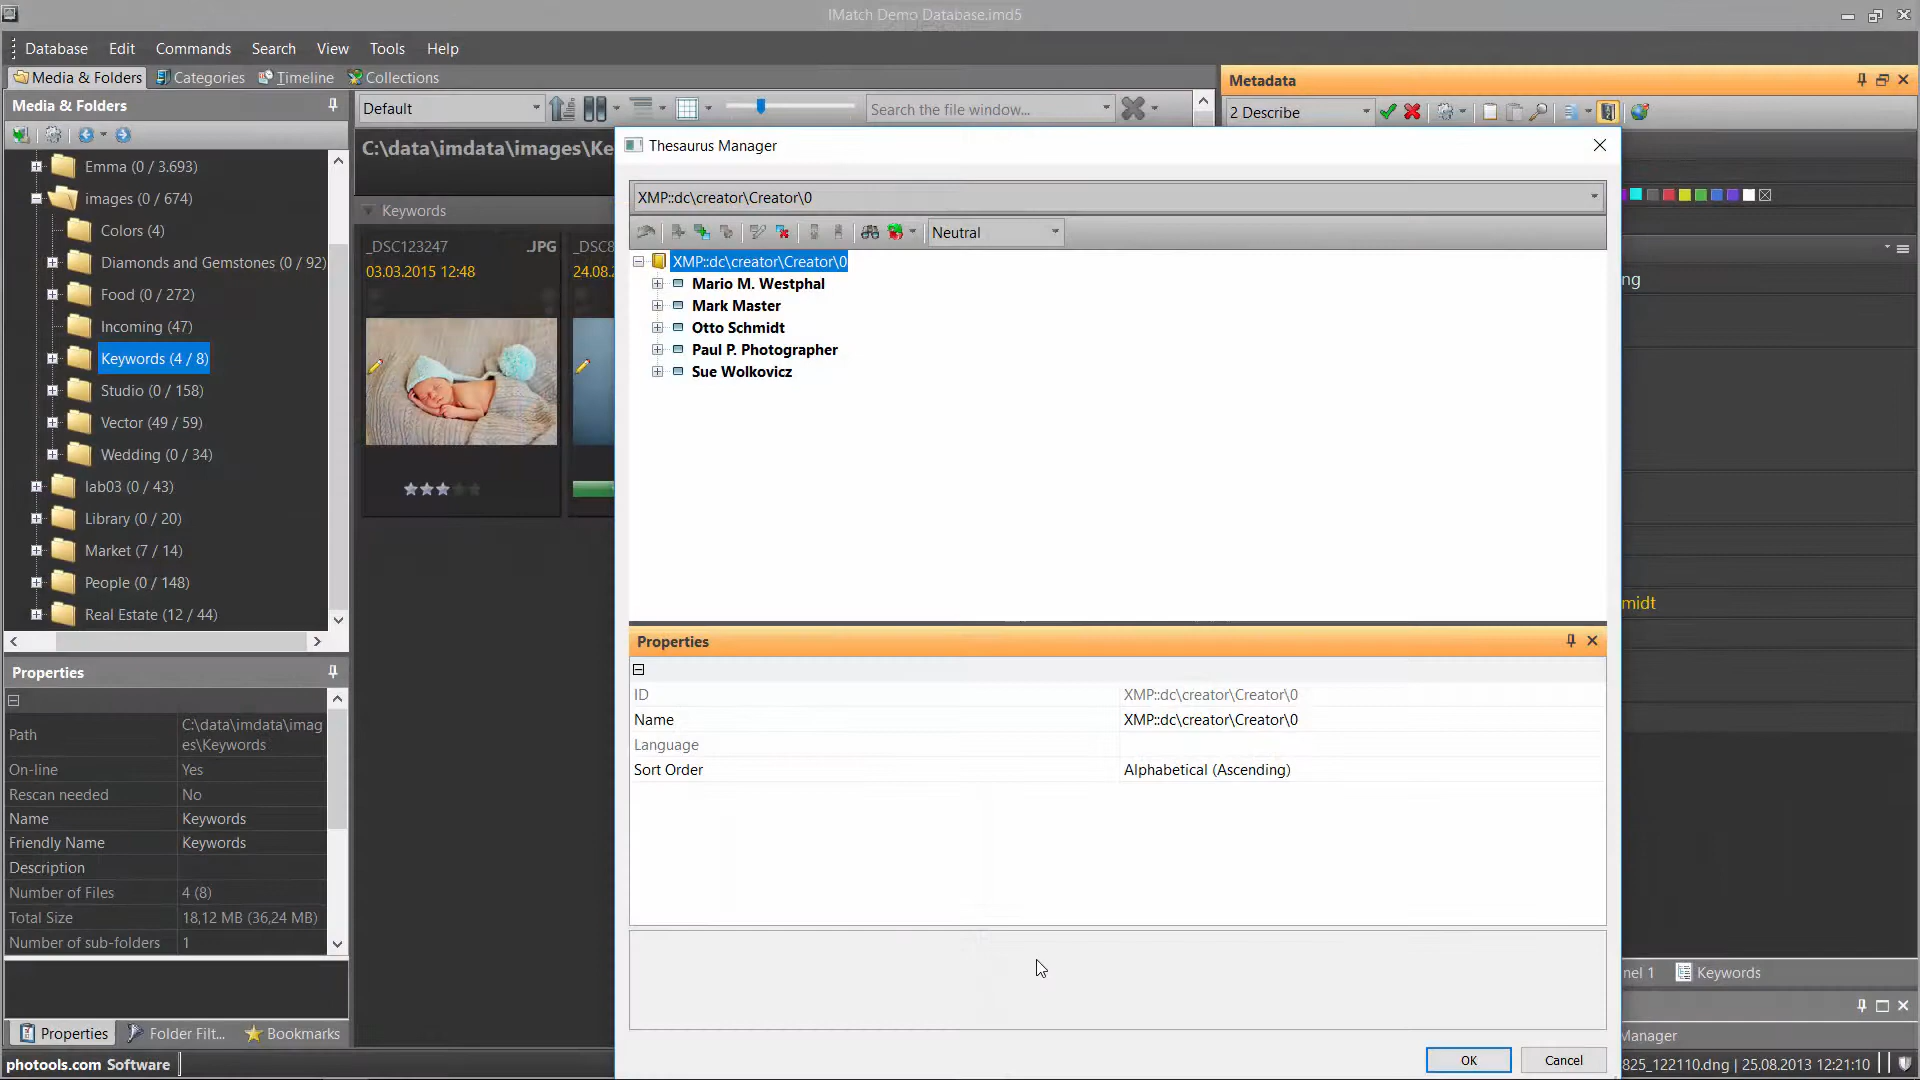 IMatch Demo Database.imd5
Database Edit Commands Search View Tools Help
Media & Folders Categories Timeline Collections
Media & Folders
Emma (0 / 3.693)
images (0 / 674)
Colors (4)
Diamonds and Gemstones (0 / 92)
Food (0 / 272)
Incoming (47)
Keywords (4 / 8)
Studio (0 / 158)
Vector (49 / 59)
Wedding (0 / 34)
lab03 (0 / 43)
Library (0 / 20)
Market (7 / 14)
People (0 / 148)
Real Estate (12 / 44)
Properties
Path C:\data\imdata\imag
es\Keywords
On-line Yes
Rescan needed No
Name Keywords
Friendly Name Keywords
Description
Number of Files 4 (8)
Total Size 18,12 MB (36,24 MB)
Number of sub-folders 1
Properties Folder Filt... Bookmarks
photools.com Software
Default Search the file window...
C:\data\imdata\images\Ke
Keywords
_DSC123247 .JPG
03.03.2015 12:48
_DSC8
24.08.
Thesaurus Manager
XMP::dc\creator\Creator\0
Neutral
XMP::dc\creator\Creator\0
Mario M. Westphal
Mark Master
Otto Schmidt
Paul P. Photographer
Sue Wolkovicz
Properties
ID XMP::dc\creator\Creator\0
Name XMP::dc\creator\Creator\0
Language
Sort Order Alphabetical (Ascending)
OK Cancel
Metadata
2 Describe
ng
midt
nel 1 Keywords
Manager
825_122110.dng | 25.08.2013 12:21:10